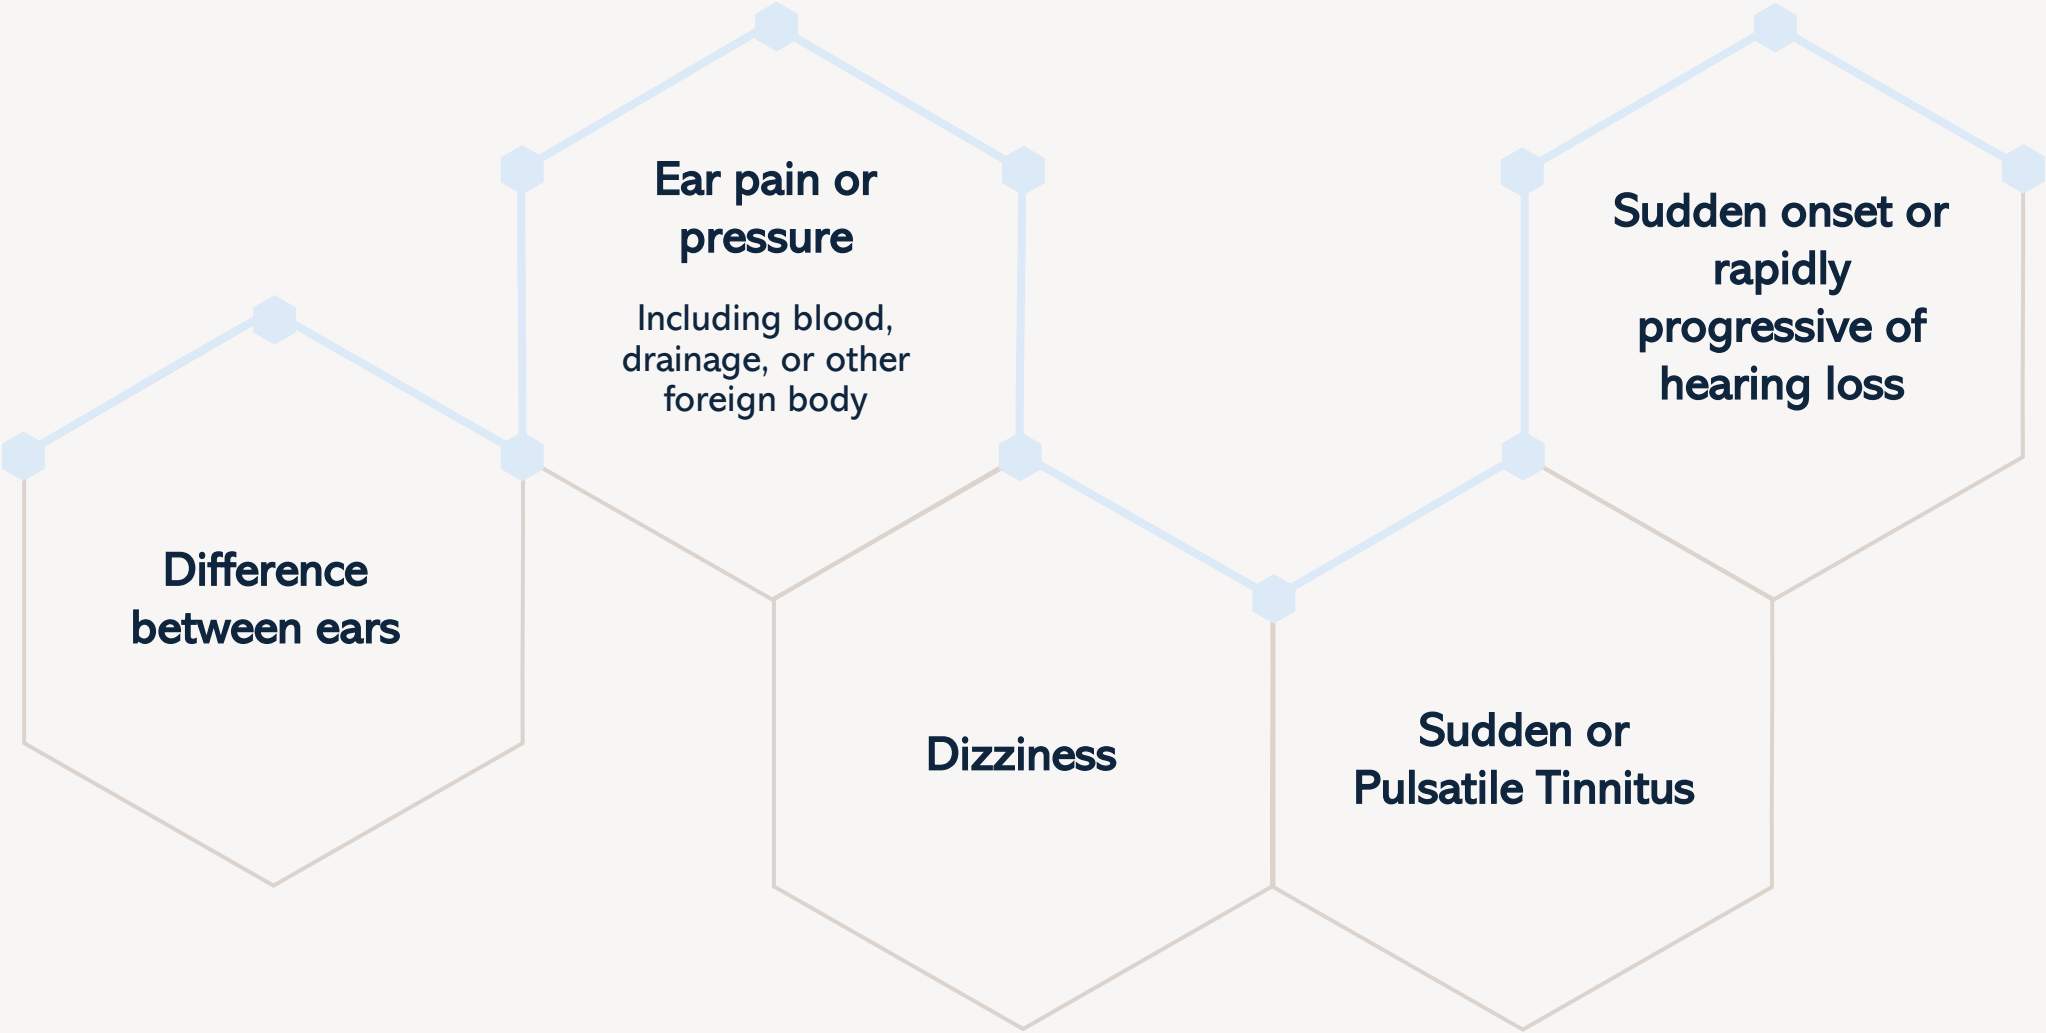 Difference
between ears
Ear pain or
pressure
Including blood,
drainage, or other
foreign body
Dizziness
Sudden or
Pulsatile Tinnitus
Sudden onset or
rapidly
progressive of
hearing loss